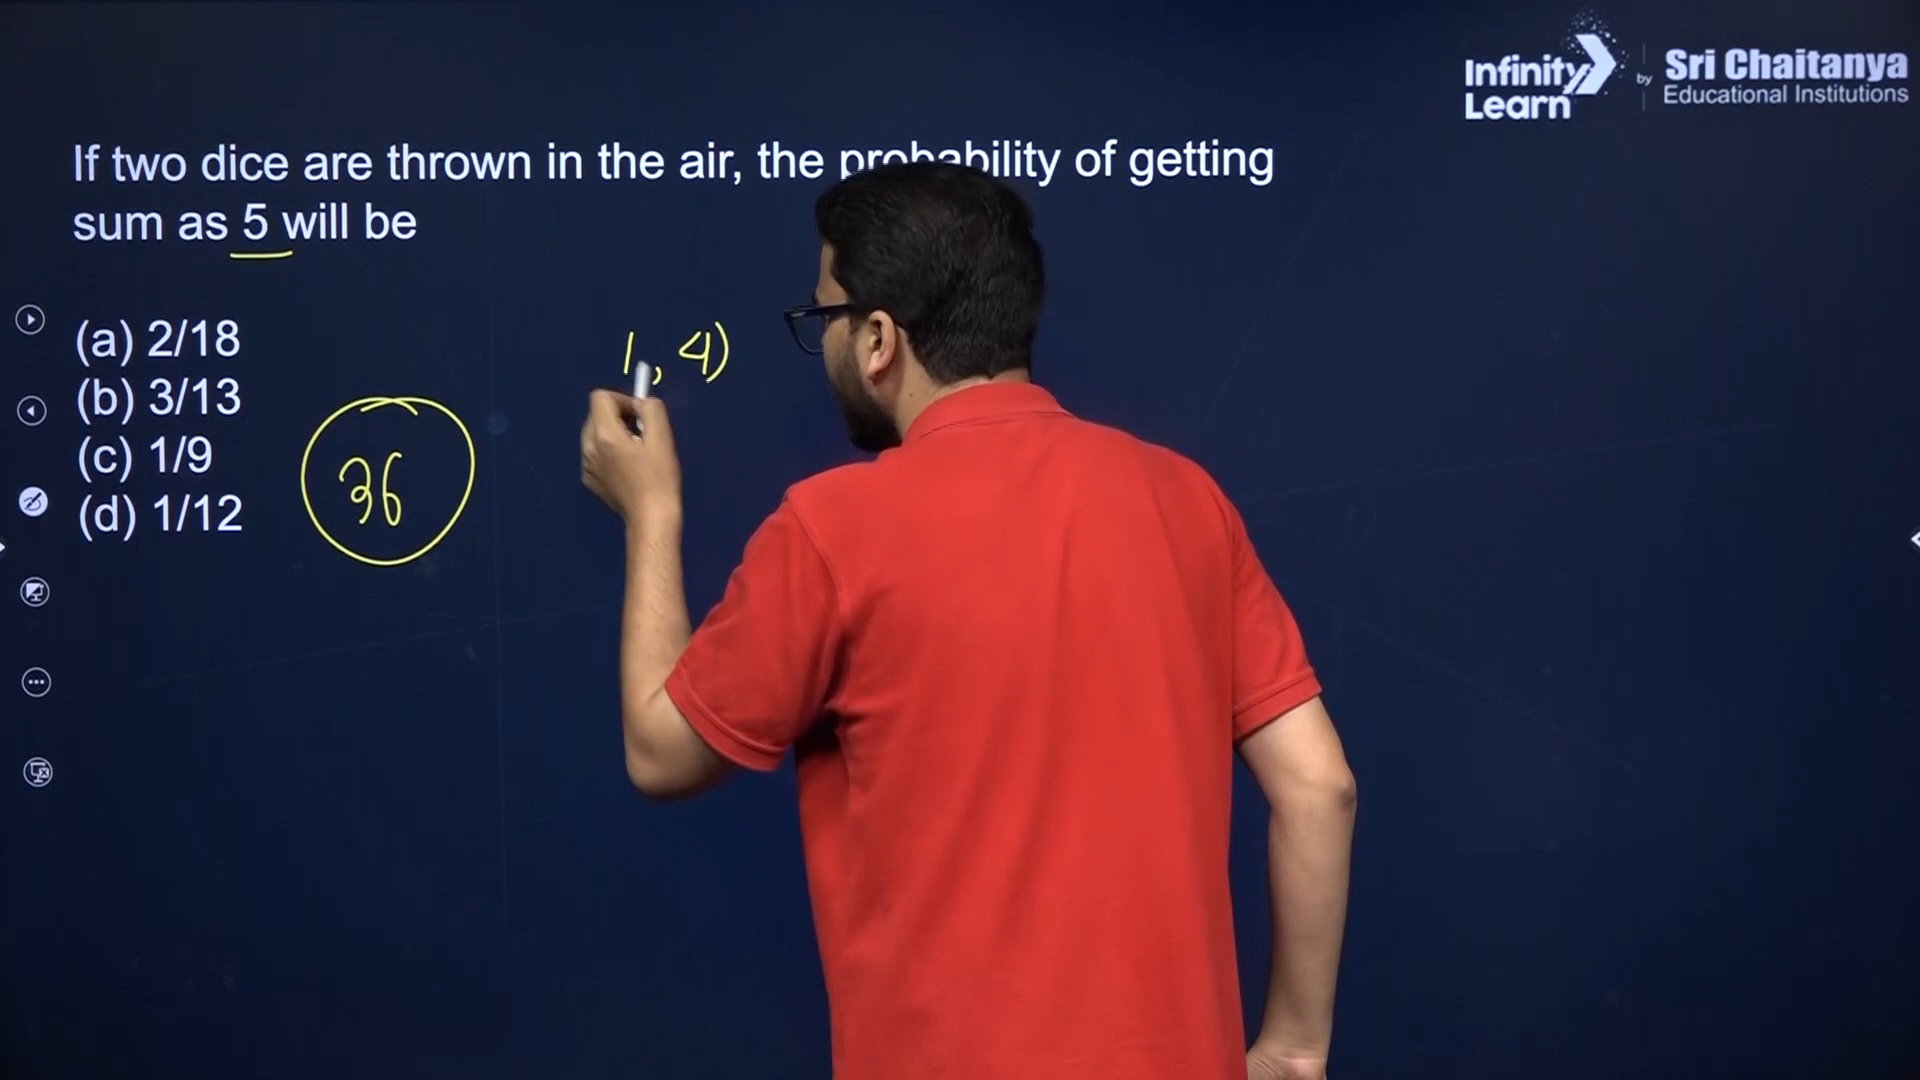 Infinity
Learn
by
Sri Chaitanya
Educational Institutions
If two dice are thrown in the air, the probability of getting
sum as 5 will be
(a) 2/18
(b) 3/13
(c) 1/9
(d) 1/12
36
1, 4)